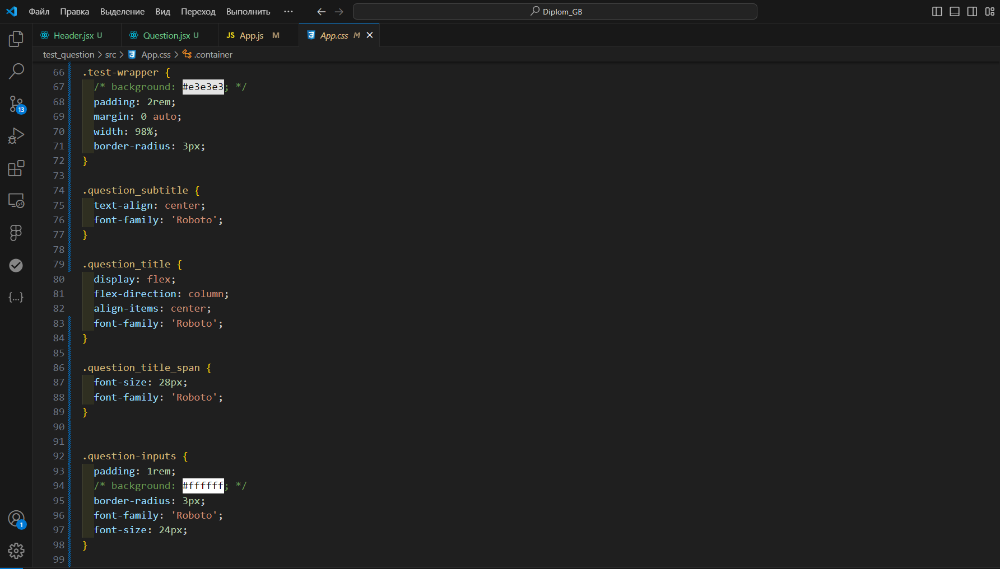 Файл Правка Выделение Вид Переход Выполнить ··· Diplom_GB
Header.jsx U Question.jsx U JS App.js M App.css M
test_question > src > App.css > .container
66 .test-wrapper {
67 /* background: #e3e3e3; */
68 padding: 2rem;
69 margin: 0 auto;
70 width: 98%;
71 border-radius: 3px;
72 }
73
74 .question_subtitle {
75 text-align: center;
76 font-family: 'Roboto';
77 }
78
79 .question_title {
80 display: flex;
81 flex-direction: column;
82 align-items: center;
83 font-family: 'Roboto';
84 }
85
86 .question_title_span {
87 font-size: 28px;
88 font-family: 'Roboto';
89 }
90
91
92 .question-inputs {
93 padding: 1rem;
94 /* background: #ffffff; */
95 border-radius: 3px;
96 font-family: 'Roboto';
97 font-size: 24px;
98 }
99
13
1